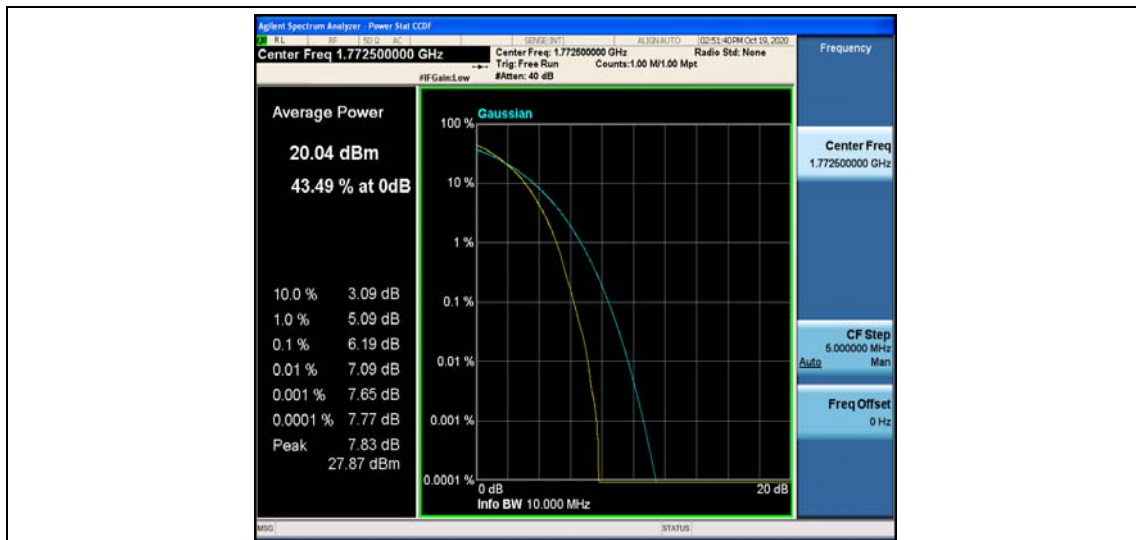 Agilent Spectrum Analyzer - Power Stat CCDF
RL RF 50 Ω AC SENSE:INT ALIGN AUTO 02:51:40 PM Oct 19, 2020
Center Freq 1.772500000 GHz
Center Freq: 1.772500000 GHz Radio Std: None
Trig: Free Run Counts:1.00 M/1.00 Mpt
#IFGain:Low #Atten: 40 dB
Frequency
Average Power
20.04 dBm
43.49 % at 0dB
10.0 % 3.09 dB
1.0 % 5.09 dB
0.1 % 6.19 dB
0.01 % 7.09 dB
0.001 % 7.65 dB
0.0001 % 7.77 dB
Peak 7.83 dB
27.87 dBm
Gaussian
100 %
10 %
1 %
0.1 %
0.01 %
0.001 %
0.0001 %
0 dB 20 dB
Info BW 10.000 MHz
Center Freq
1.772500000 GHz
CF Step
5.000000 MHz
Auto Man
Freq Offset
0 Hz
MSG STATUS